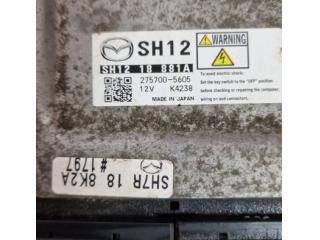 SH12
SH12 18 881A
275700-5605
12V K4238
MADE IN JAPAN
WARNING
To avoid electric shock.
Set the key switch to the "OFF" position
before checking or repairing the computer,
wiring and connectors.
SH7R 18 8K2A
#1797